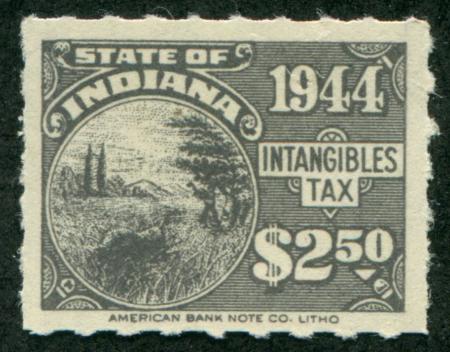 STATE OF
INDIANA
1944
INTANGIBLES
TAX
$2.50
AMERICAN BANK NOTE CO. LITHO